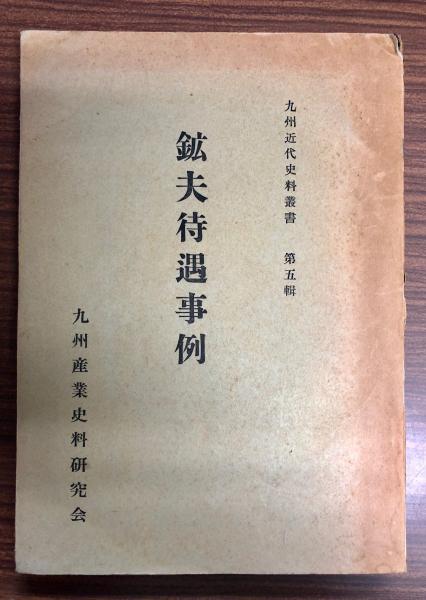 九州近代史料叢書 第五輯
鉱夫待遇事例
九州産業史料研究会